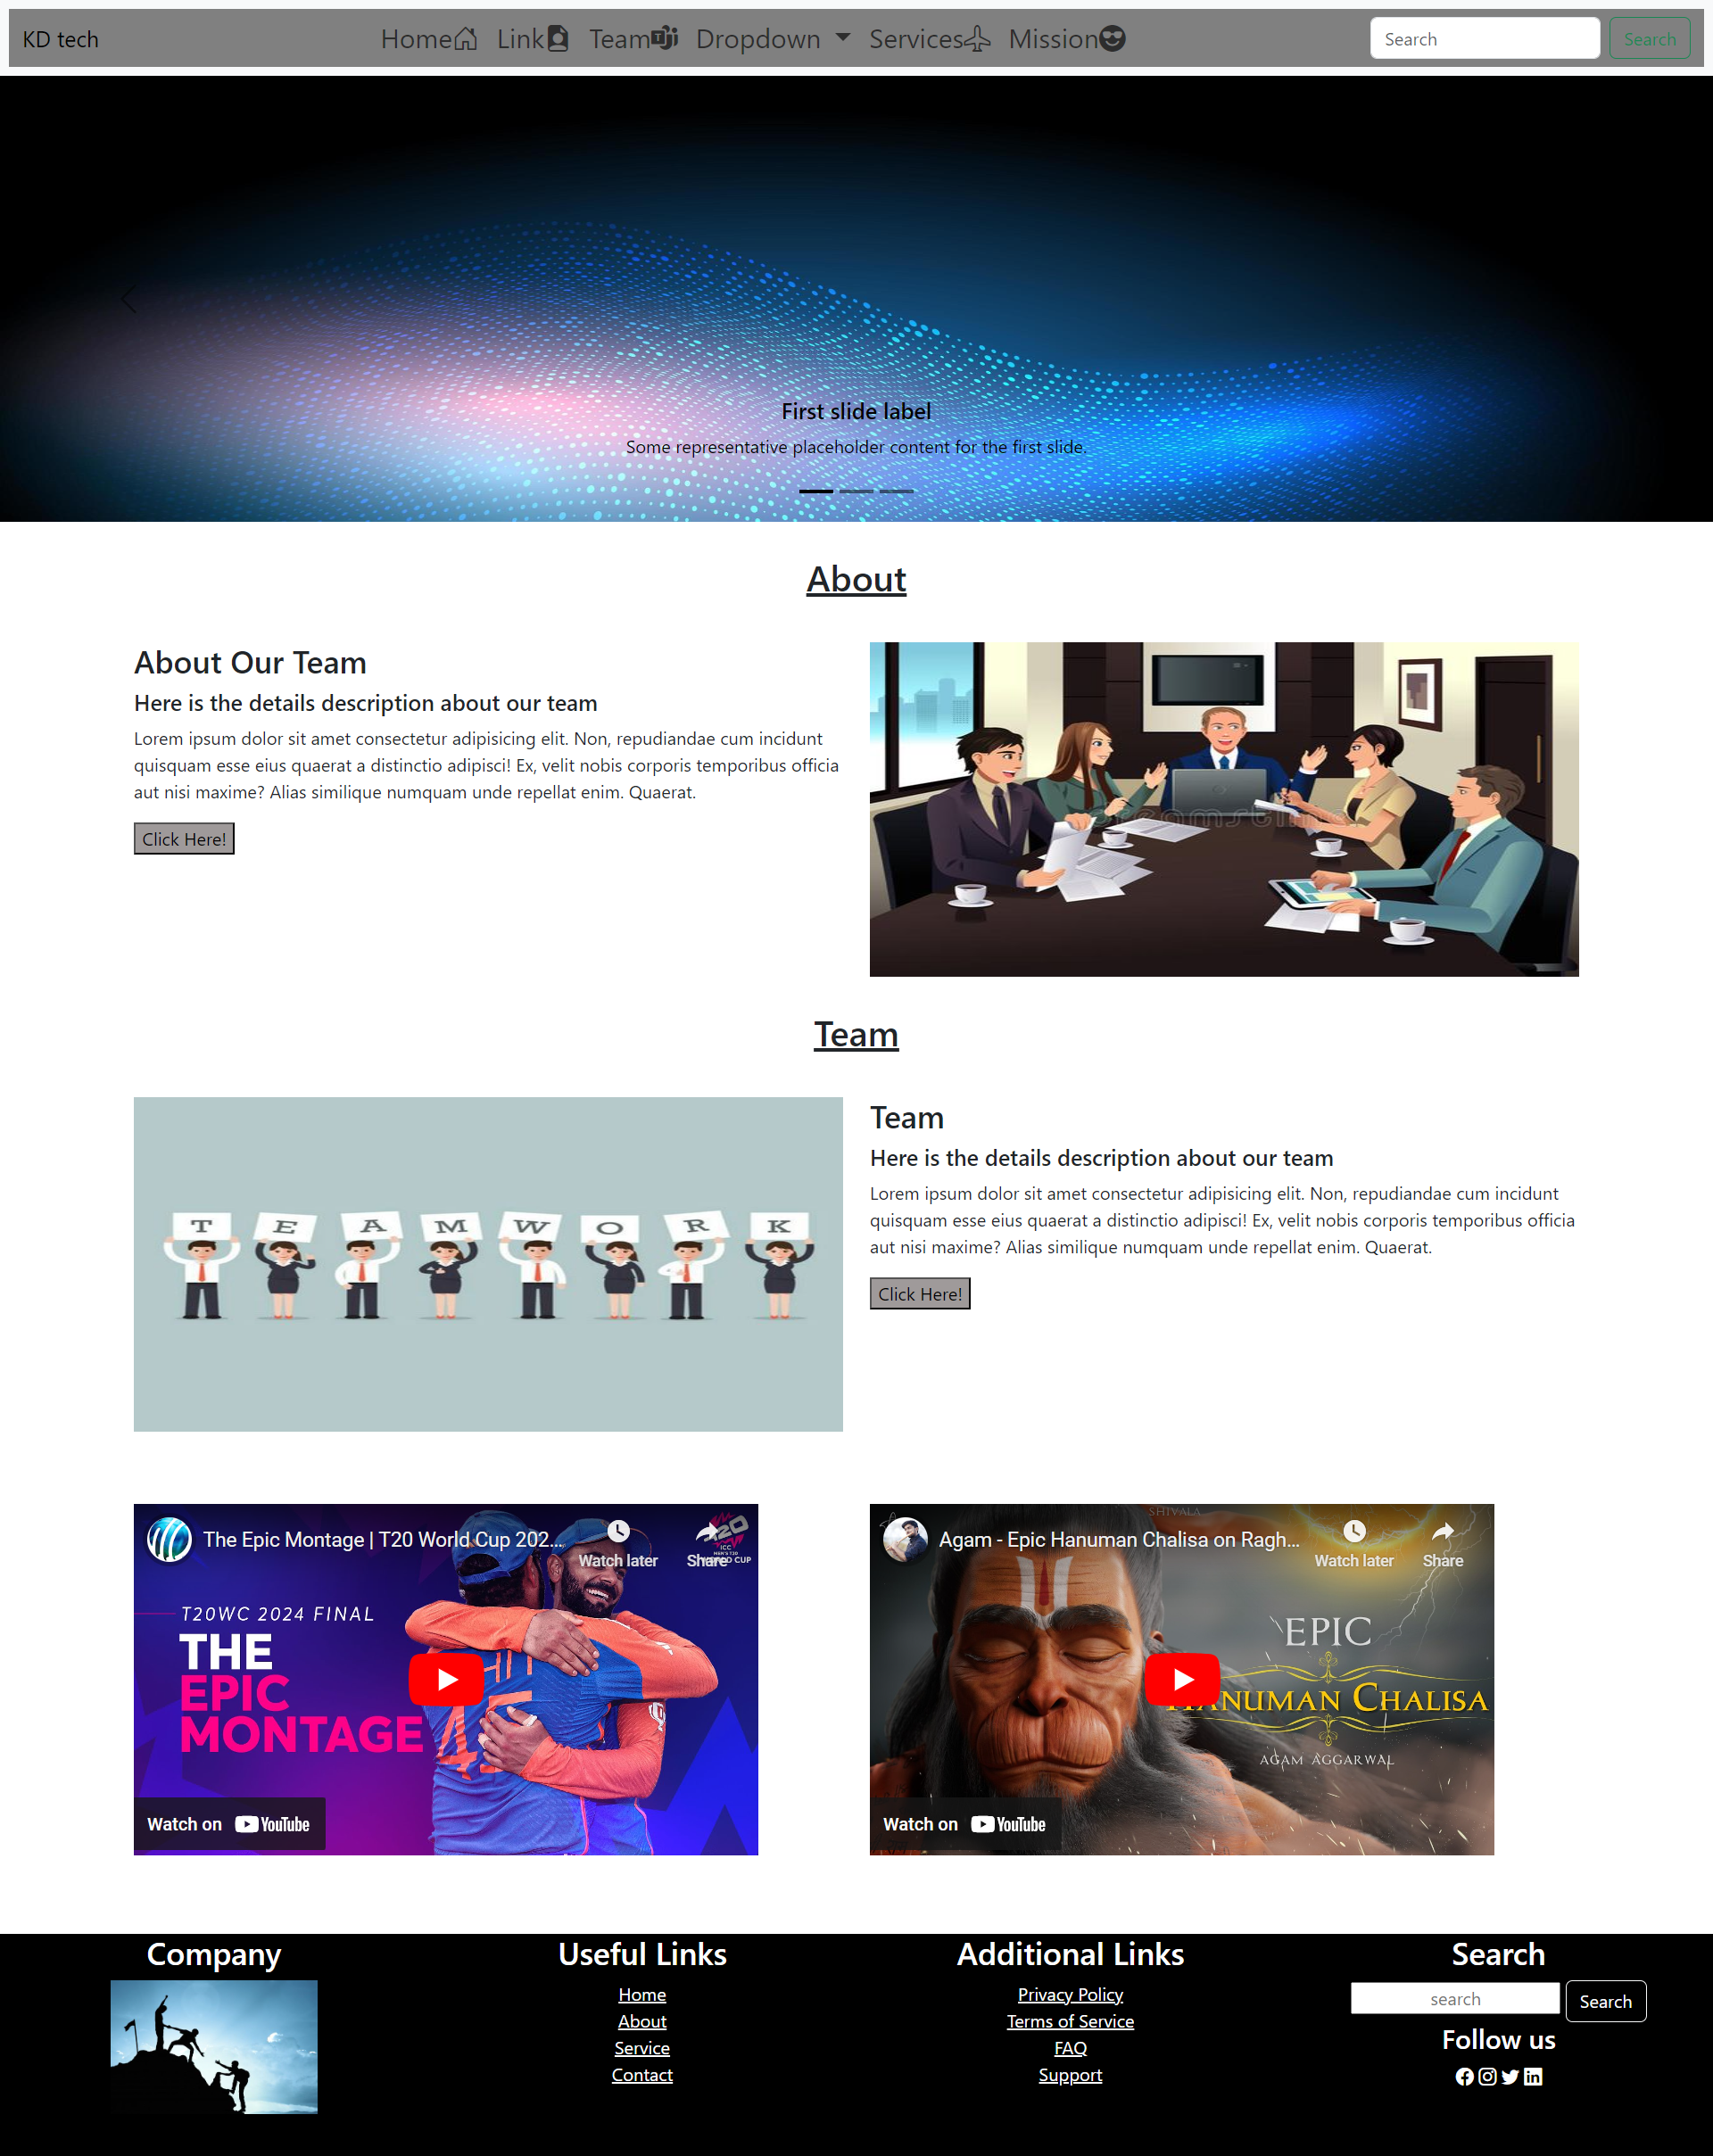 KD tech
Home
Link
Team
Dropdown
Services
Mission
Search
Search
First slide label
Some representative placeholder content for the first slide.
About
About Our Team
Here is the details description about our team
Lorem ipsum dolor sit amet consectetur adipisicing elit. Non, repudiandae cum incidunt
quisquam esse eius quaerat a distinctio adipisci! Ex, velit nobis corporis temporibus officia
aut nisi maxime? Alias similique numquam unde repellat enim. Quaerat.
Click Here!
Team
TEAMWORK
Team
Here is the details description about our team
Lorem ipsum dolor sit amet consectetur adipisicing elit. Non, repudiandae cum incidunt
quisquam esse eius quaerat a distinctio adipisci! Ex, velit nobis corporis temporibus officia
aut nisi maxime? Alias similique numquam unde repellat enim. Quaerat.
Click Here!
The Epic Montage | T20 World Cup 202...
Watch later
Share
T20WC 2024 FINAL
THE
EPIC
MONTAGE
Watch on YouTube
SHIVALA
Agam - Epic Hanuman Chalisa on Ragh...
Watch later
Share
EPIC
HANUMAN CHALISA
AGAM AGGARWAL
Watch on YouTube
Company
Useful Links
Home
About
Service
Contact
Additional Links
Privacy Policy
Terms of Service
FAQ
Support
Search
search
Search
Follow us